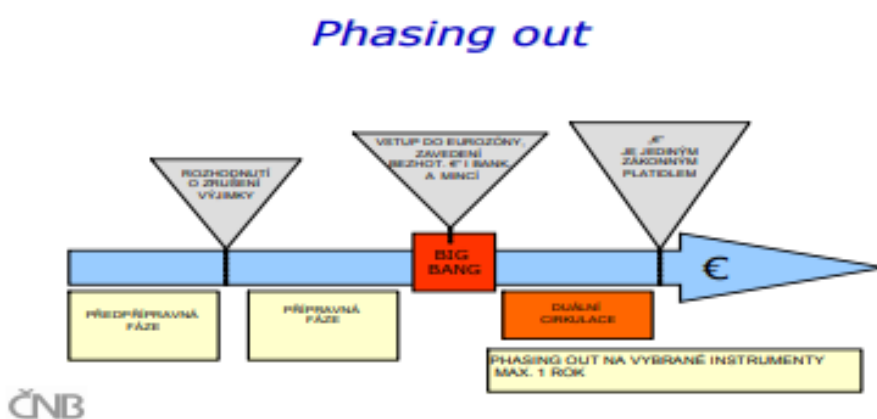 Phasing out
ROZHODNUTÍ
O ZRUŠENÍ
VÝJIMKY
VSTUP DO EUROZÓNY,
ZAVEDENÍ
BEZHOT. €" I BANK.
A MINCÍ
„€"
JE JEDINÝM
ZÁKONNÝM
PLATIDLEM
BIG
BANG
€
PŘEDPŘÍPRAVNÁ
FÁZE
PŘÍPRAVNÁ
FÁZE
DUÁLNÍ
CIRKULACE
PHASING OUT NA VYBRANÉ INSTRUMENTY
MAX. 1 ROK
ČNB